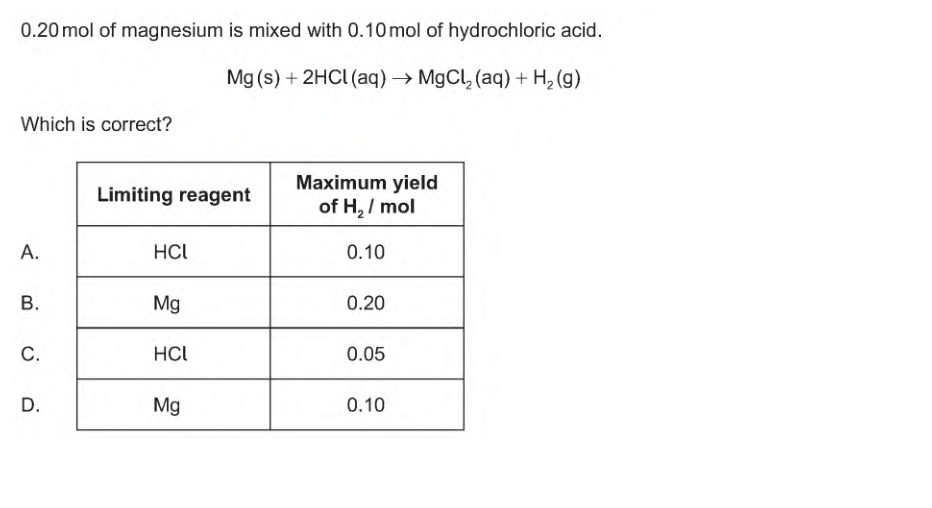 0.20 mol of magnesium is mixed with 0.10 mol of hydrochloric acid.
Mg (s) + 2HCl (aq) → MgCl₂ (aq) + H₂ (g)
Which is correct?
Limiting reagent Maximum yield
of H₂ / mol
A. HCl 0.10
B. Mg 0.20
C. HCl 0.05
D. Mg 0.10